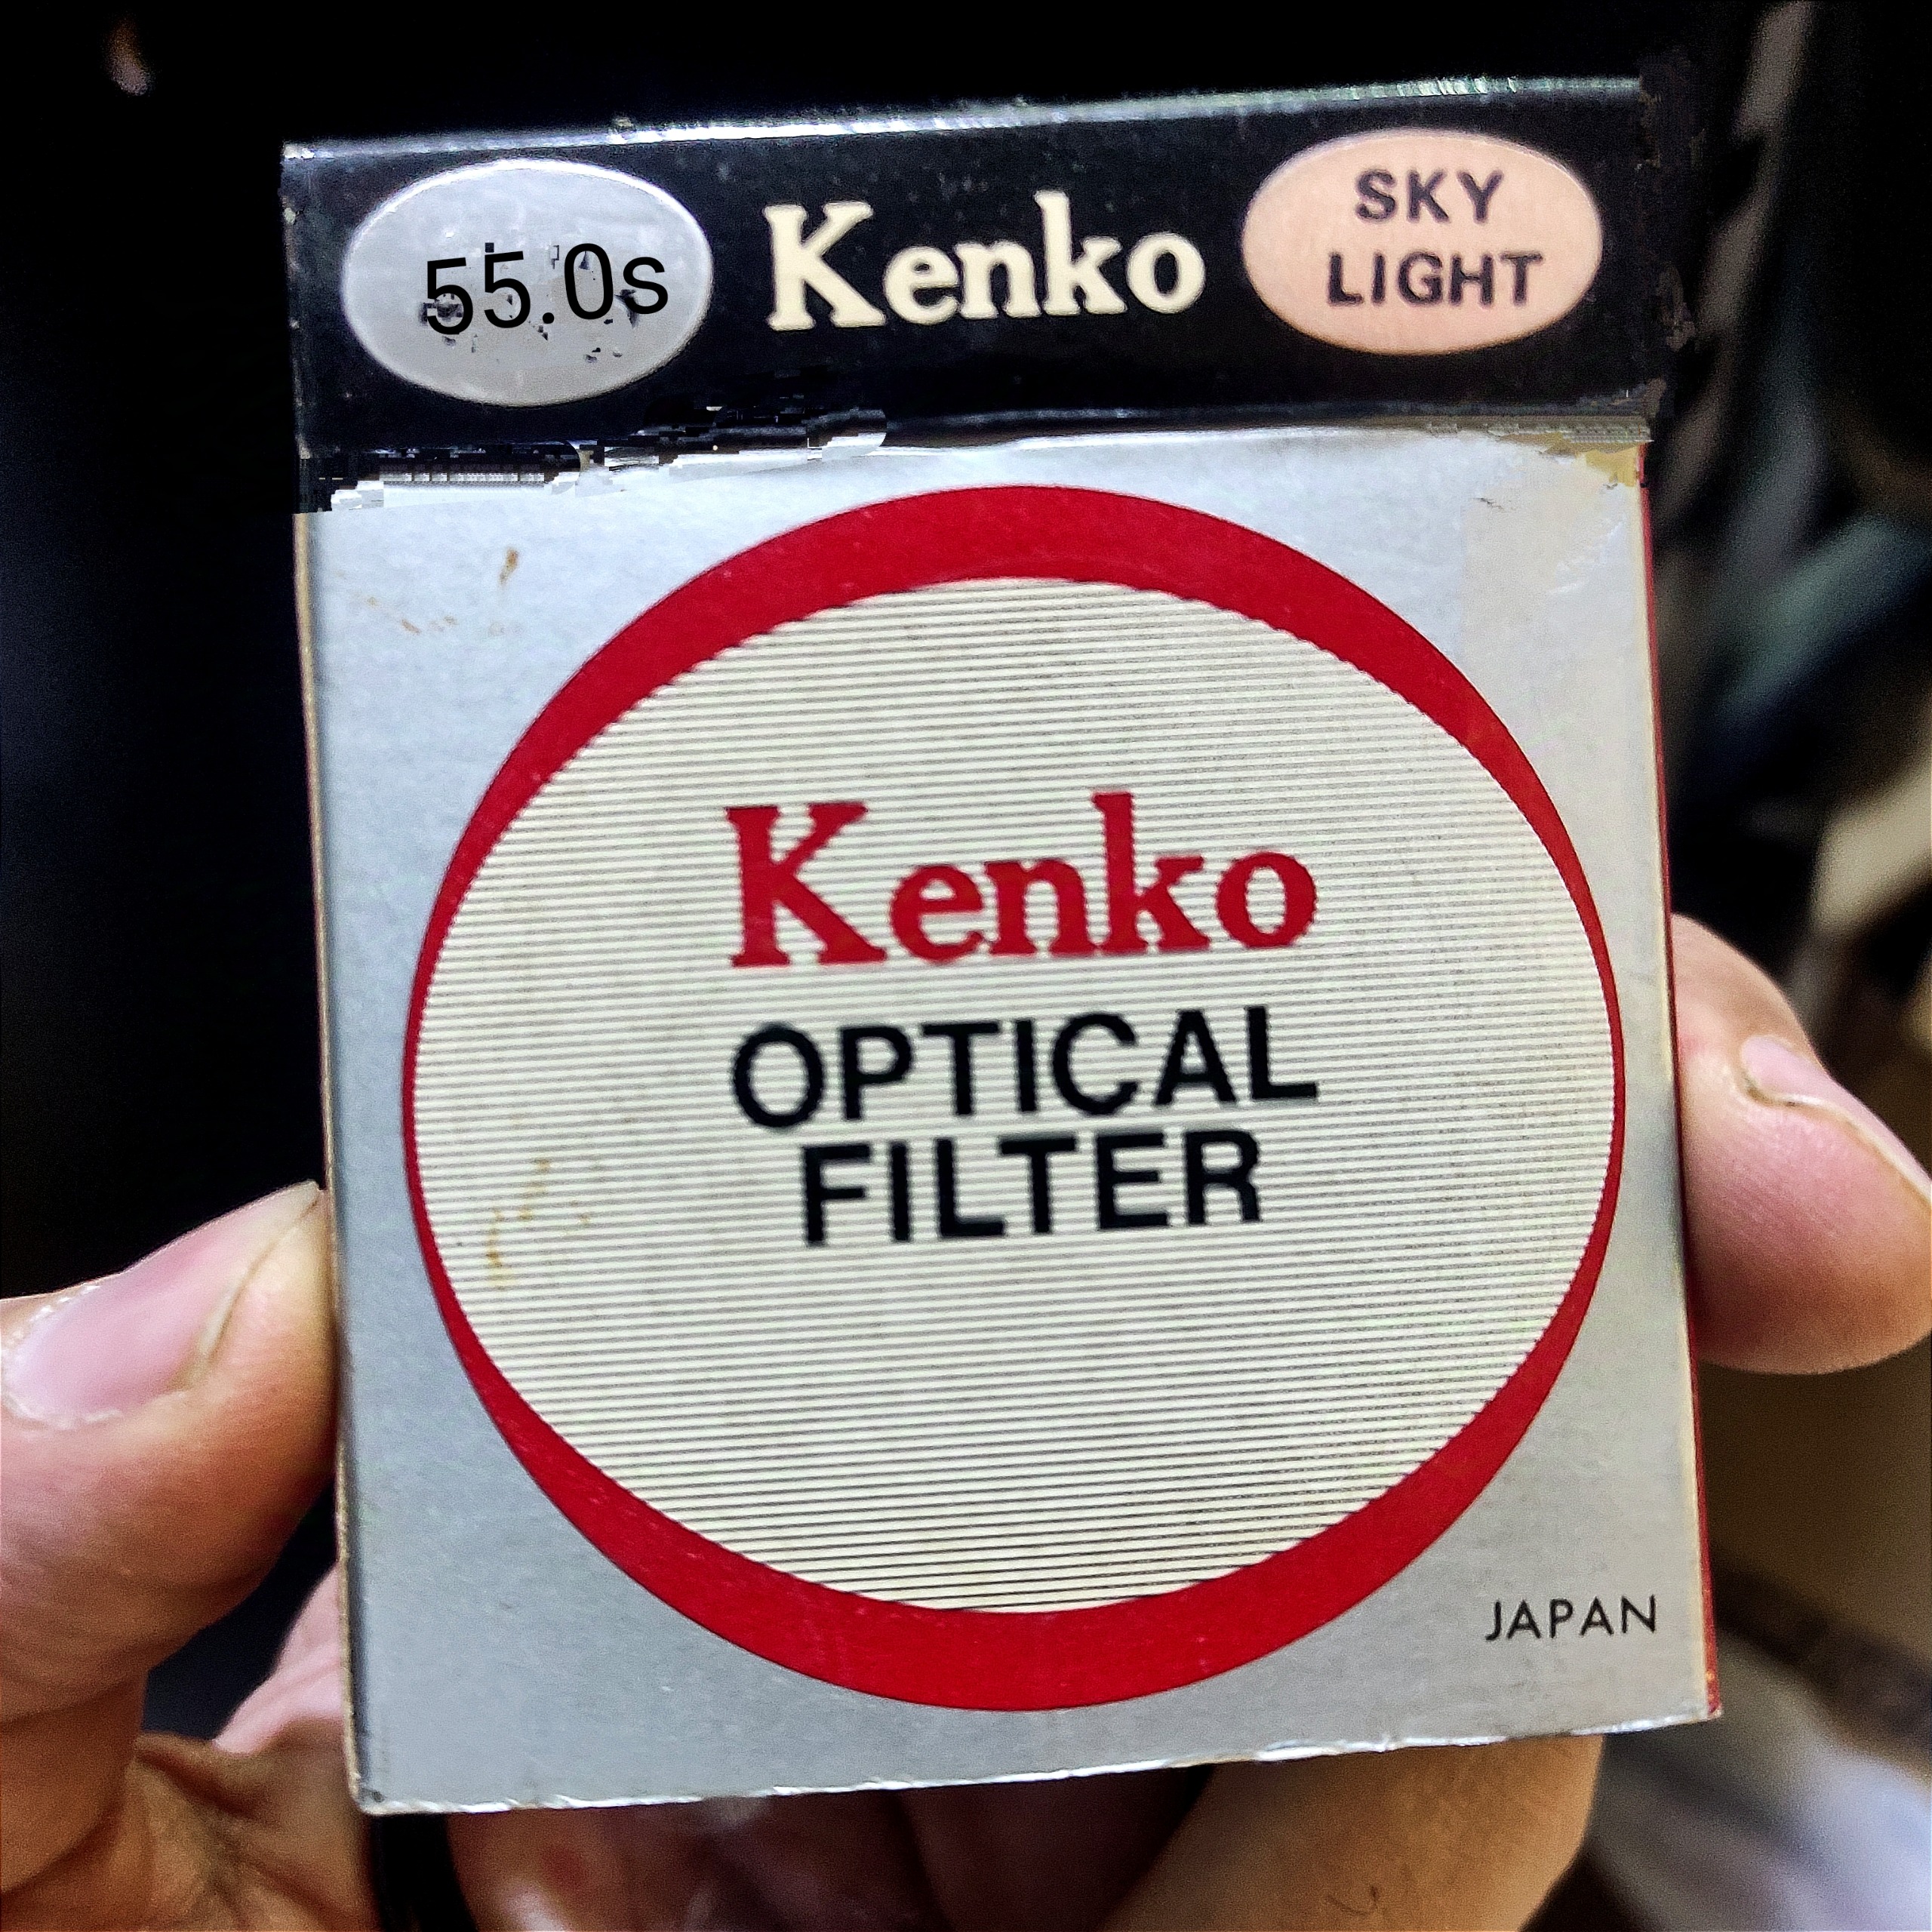 55.0s Kenko SKY
LIGHT
Kenko
OPTICAL
FILTER
JAPAN